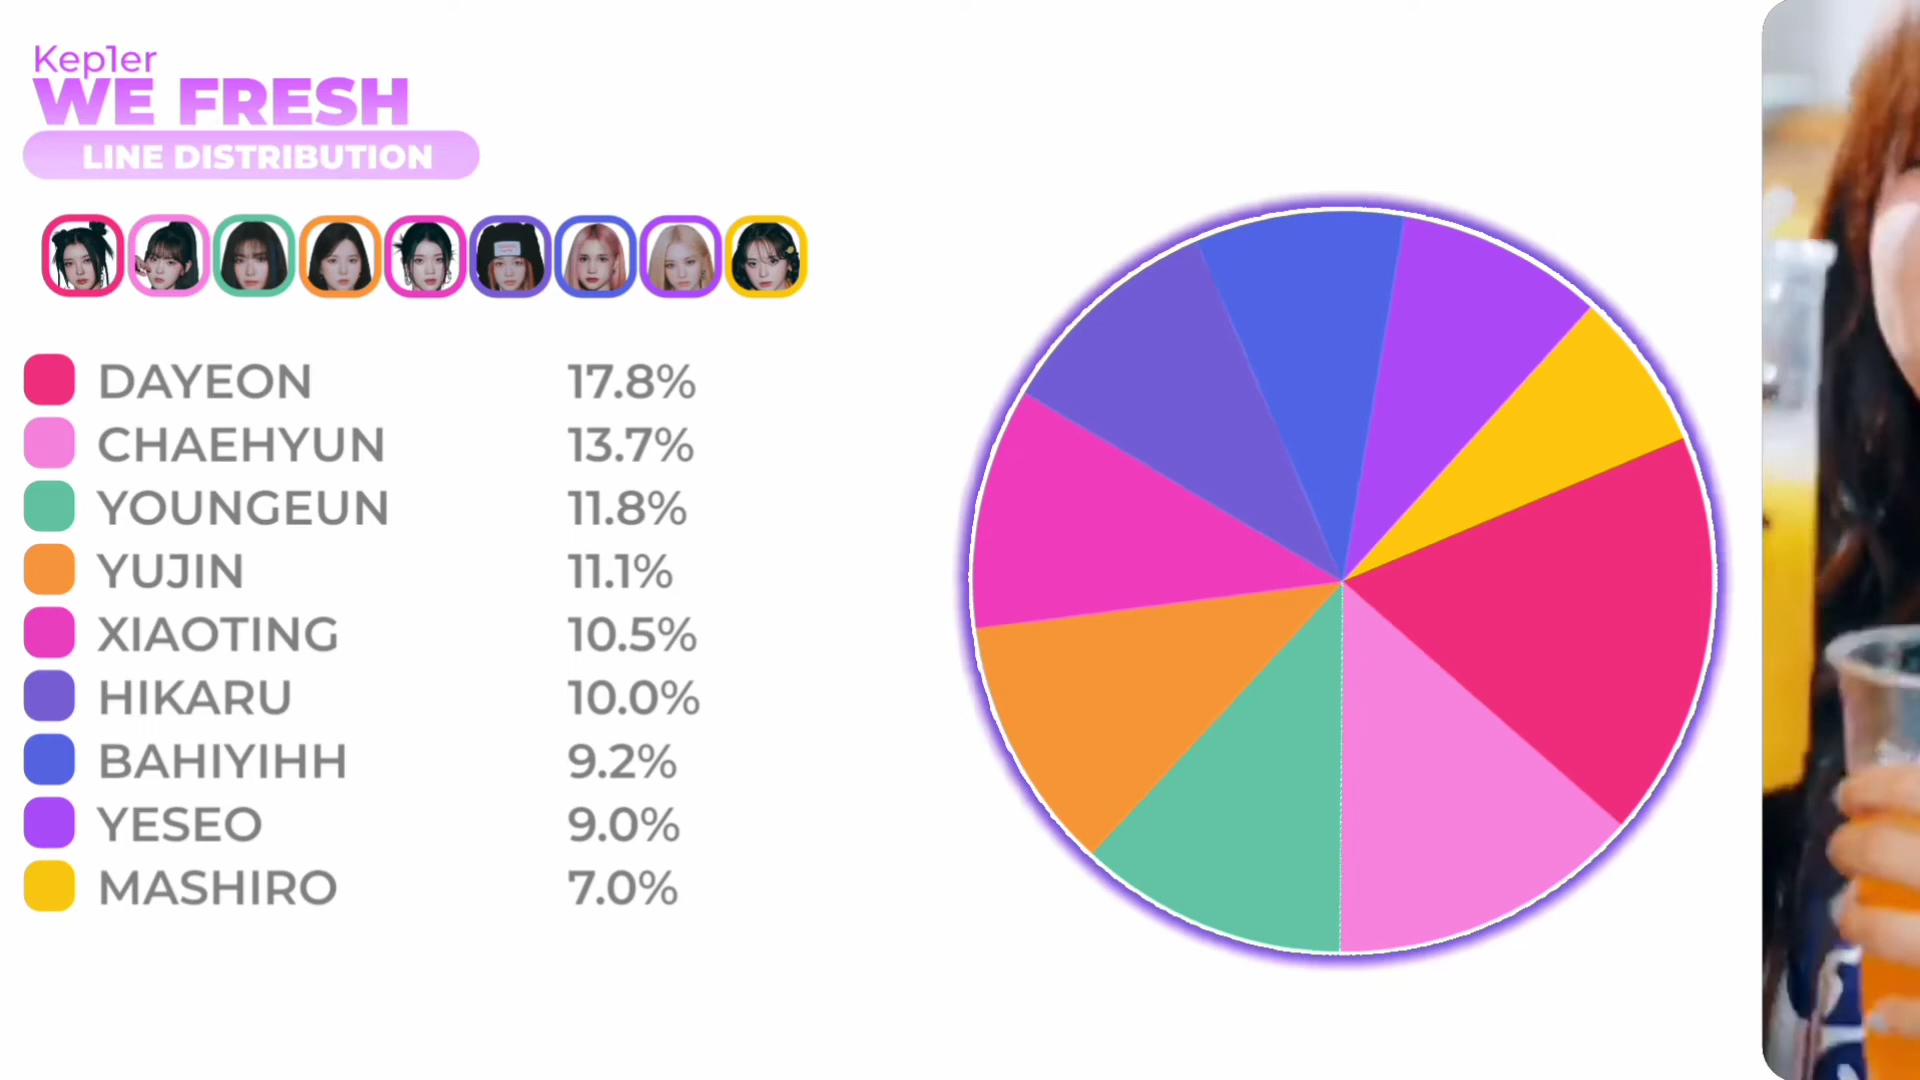 Kep1er
WE FRESH
LINE DISTRIBUTION
DAYEON 17.8%
CHAEHYUN 13.7%
YOUNGEUN 11.8%
YUJIN 11.1%
XIAOTING 10.5%
HIKARU 10.0%
BAHIYIHH 9.2%
YESEO 9.0%
MASHIRO 7.0%